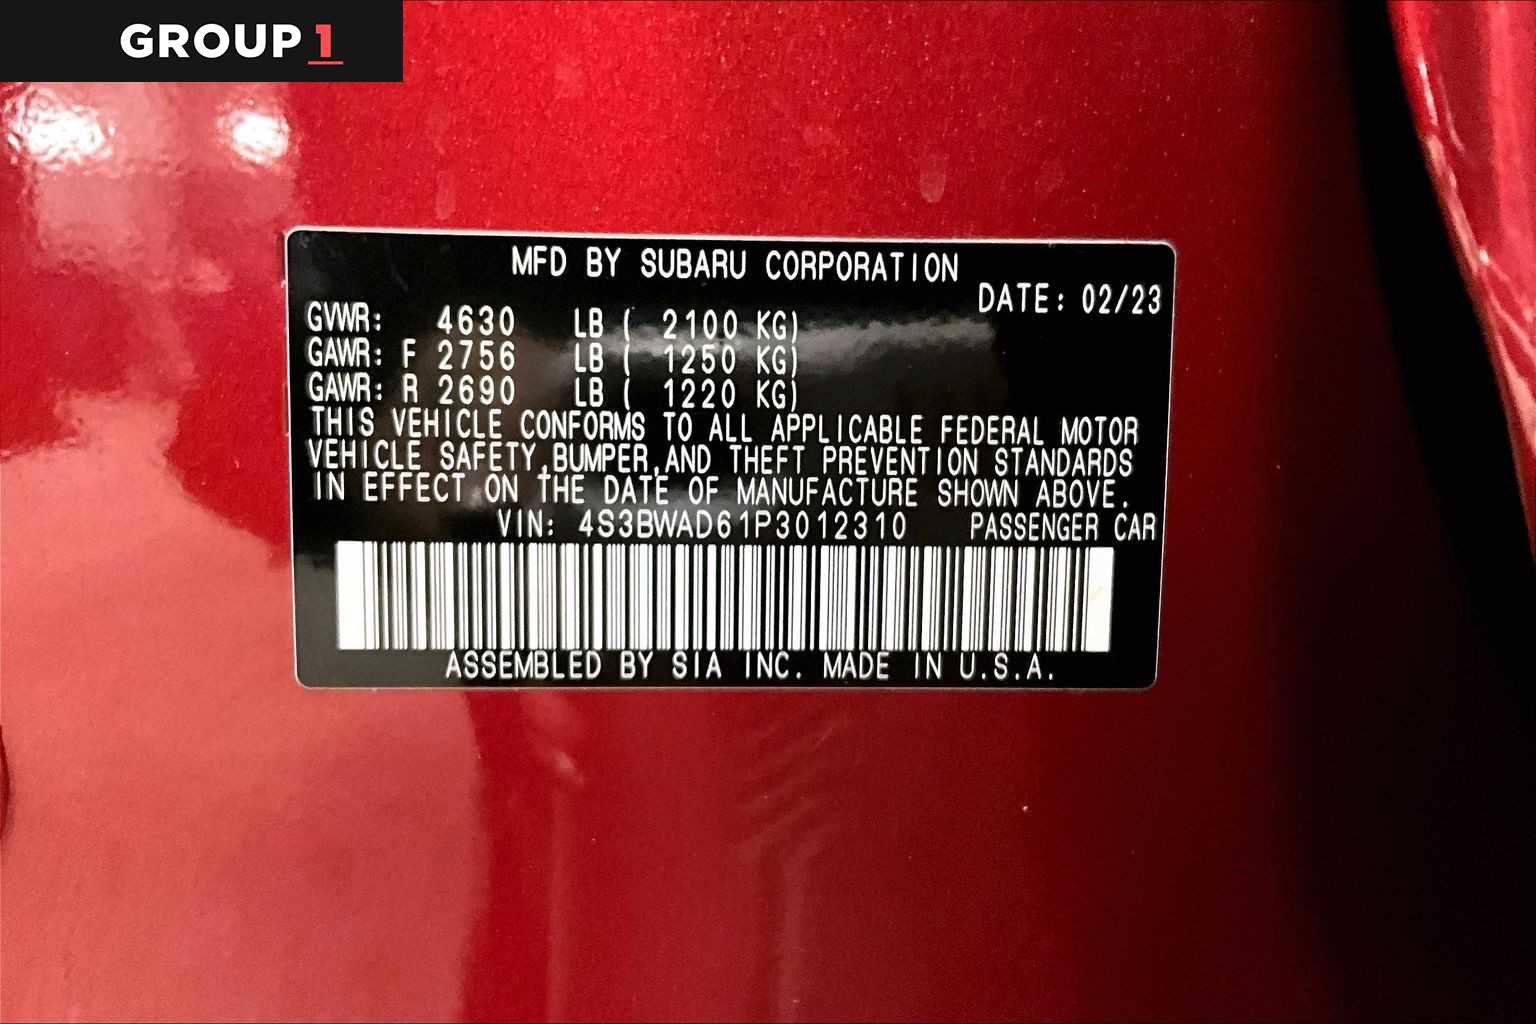 GROUP 1
MFD BY SUBARU CORPORATION
DATE: 02/23
GVWR: 4630 LB ( 2100 KG)
GAWR: F 2756 LB ( 1250 KG)
GAWR: R 2690 LB ( 1220 KG)
THIS VEHICLE CONFORMS TO ALL APPLICABLE FEDERAL MOTOR
VEHICLE SAFETY,BUMPER,AND THEFT PREVENTION STANDARDS
IN EFFECT ON THE DATE OF MANUFACTURE SHOWN ABOVE.
VIN: 4S3BWAD61P3012310 PASSENGER CAR
ASSEMBLED BY SIA INC. MADE IN U.S.A.